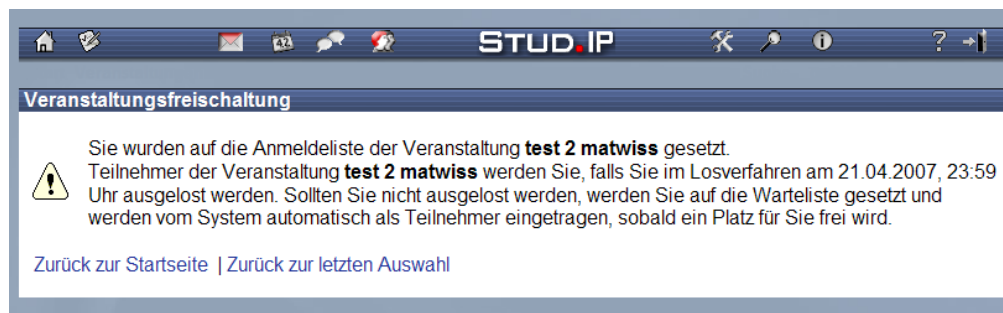 STUD.IP
?
Veranstaltungsfreischaltung
Sie wurden auf die Anmeldeliste der Veranstaltung test 2 matwiss gesetzt.
Teilnehmer der Veranstaltung test 2 matwiss werden Sie, falls Sie im Losverfahren am 21.04.2007, 23:59
Uhr ausgelost werden. Sollten Sie nicht ausgelost werden, werden Sie auf die Warteliste gesetzt und
werden vom System automatisch als Teilnehmer eingetragen, sobald ein Platz für Sie frei wird.
Zurück zur Startseite | Zurück zur letzten Auswahl